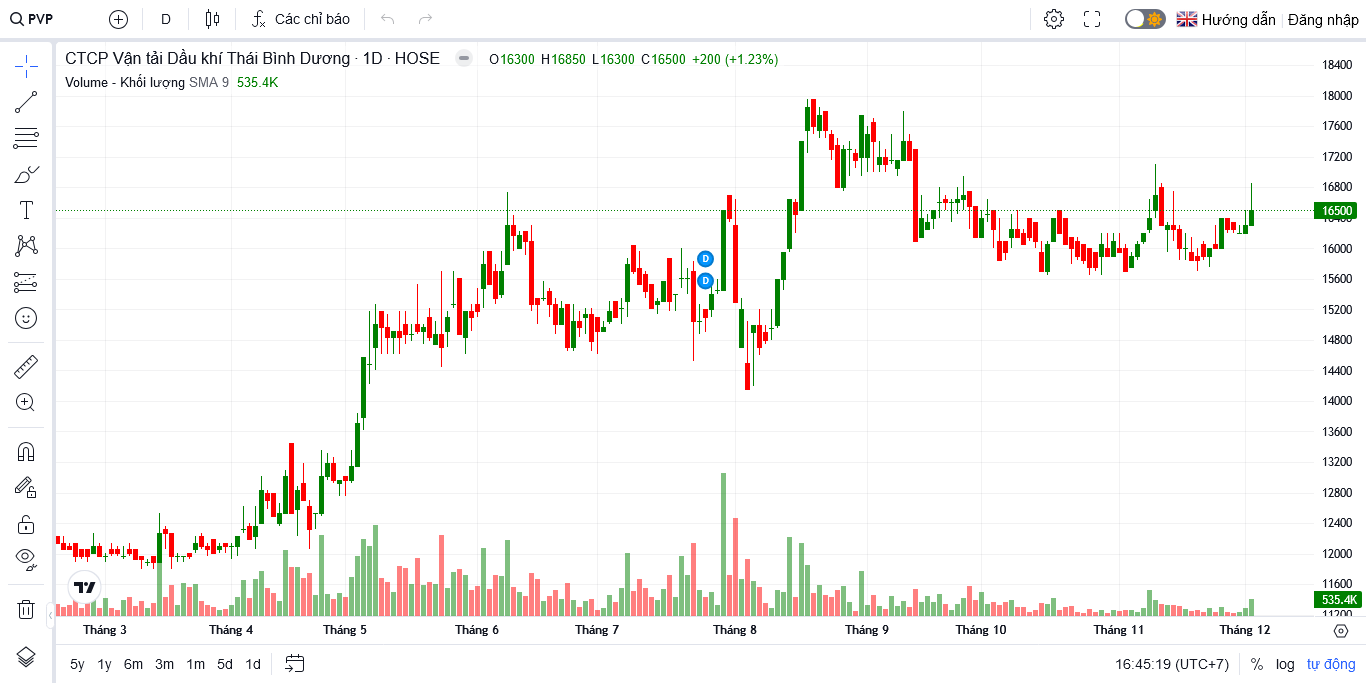 PVP D Các chỉ báo Hướng dẫn Đăng nhập
CTCP Vận tải Dầu khí Thái Bình Dương · 1D · HOSE O16300 H16850 L16300 C16500 +200 (+1.23%)
Volume - Khối lượng SMA 9 535.4K
18400
18000
17600
17200
16800
16500
16400
16000
15600
15200
14800
14400
14000
13600
13200
12800
12400
12000
11600
535.4K
11200
D
D
Tháng 3 Tháng 4 Tháng 5 Tháng 6 Tháng 7 Tháng 8 Tháng 9 Tháng 10 Tháng 11 Tháng 12
5y 1y 6m 3m 1m 5d 1d 16:45:19 (UTC+7) % log tự động